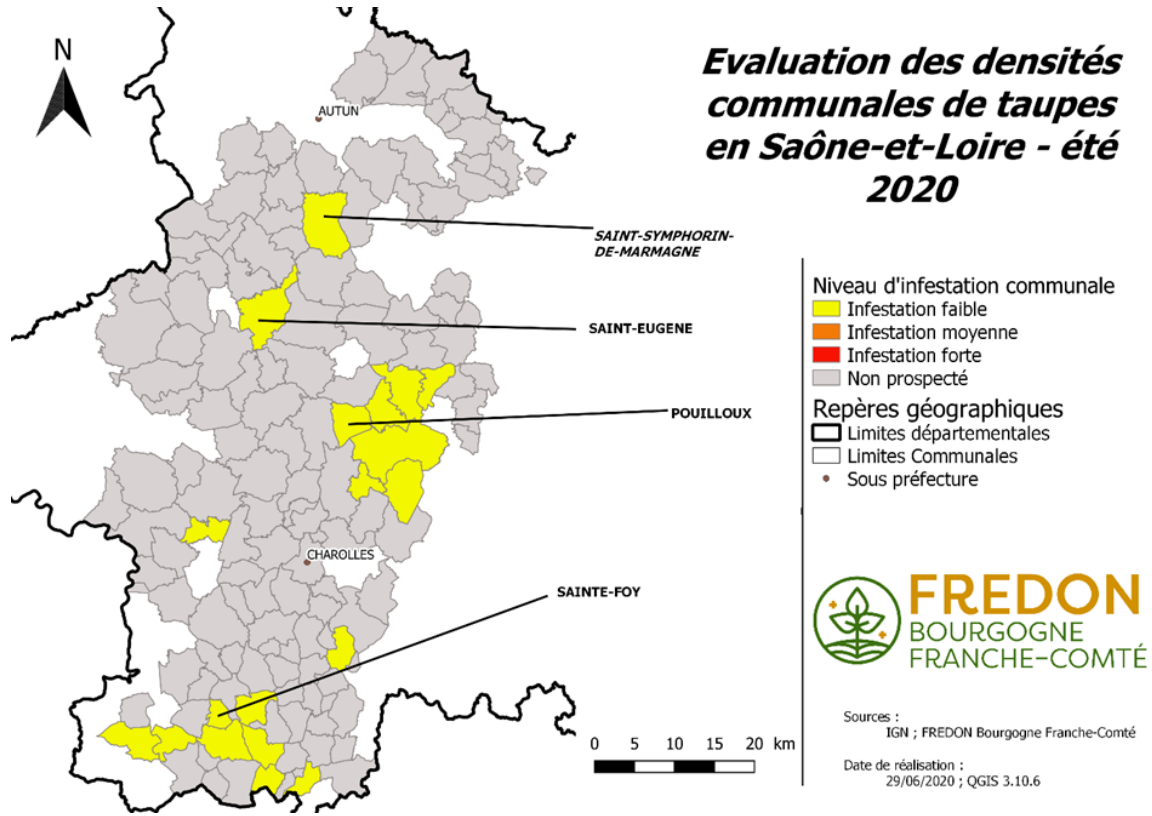 Evaluation des densités
communales de taupes
en Saône-et-Loire - été
2020
N
AUTUN
SAINT-SYMPHORIN-
DE-MARMAGNE
SAINT-EUGENE
POUILLOUX
CHAROLLES
SAINTE-FOY
Niveau d'infestation communale
Infestation faible
Infestation moyenne
Infestation forte
Non prospecté
Repères géographiques
Limites départementales
Limites Communales
Sous préfecture
FREDON
BOURGOGNE
FRANCHE-COMTÉ
0 5 10 15 20 km
Sources :
IGN ; FREDON Bourgogne Franche-Comté
Date de réalisation :
29/06/2020 ; QGIS 3.10.6